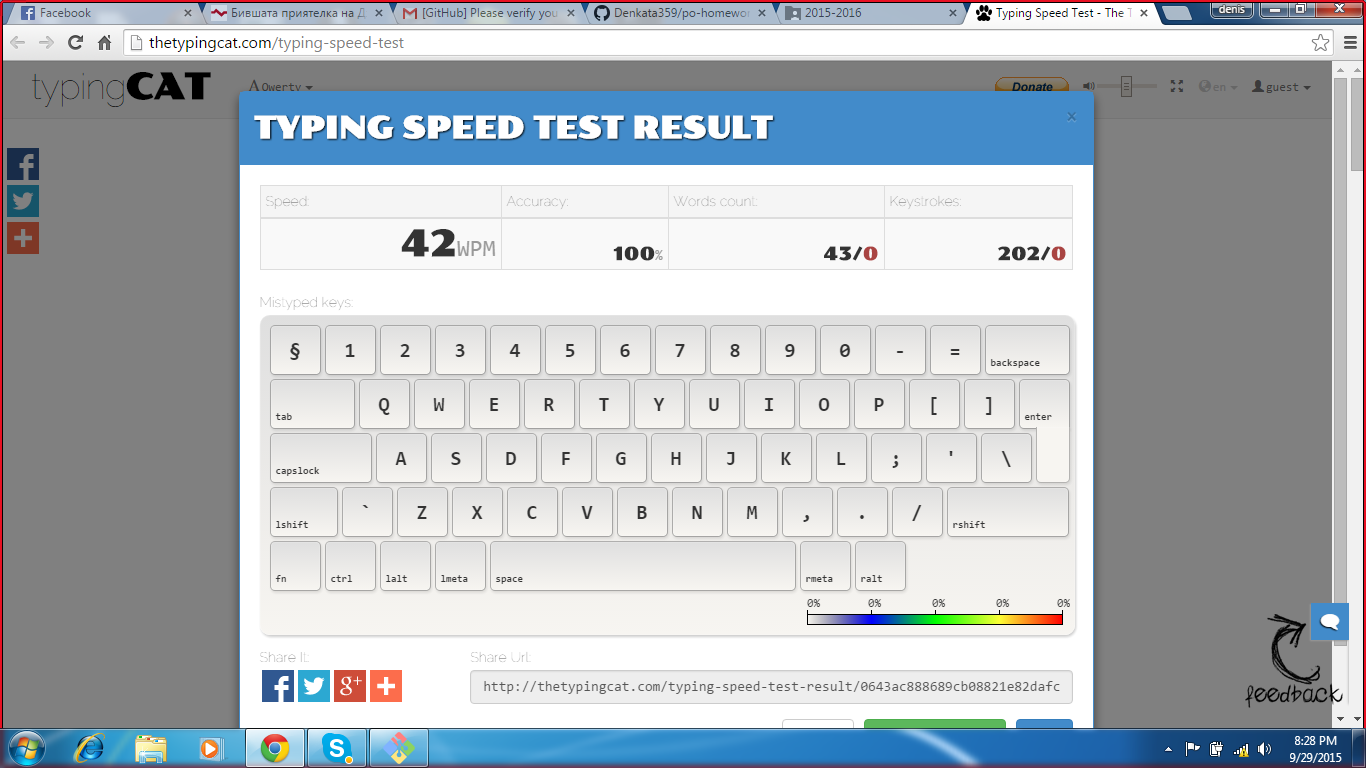 Facebook
Бившата приятелка на Д
[GitHub] Please verify you
Denkata359/po-homewor
2015-2016
Typing Speed Test - The T
denis
thetypingcat.com/typing-speed-test
typingCAT
Qwerty
Donate
en
guest
TYPING SPEED TEST RESULT
×
Speed:
Accuracy:
Words count:
Keystrokes:
42WPM
100%
43/0
202/0
Mistyped keys:
§ 1 2 3 4 5 6 7 8 9 0 - = backspace
tab Q W E R T Y U I O P [ ] enter
capslock A S D F G H J K L ; ' \
lshift ` Z X C V B N M , . / rshift
fn ctrl lalt lmeta space rmeta ralt
0% 0% 0% 0% 0%
Share It:
Share Url:
http://thetypingcat.com/typing-speed-test-result/0643ac888689cb08821e82dafc
feedback
8:28 PM
9/29/2015